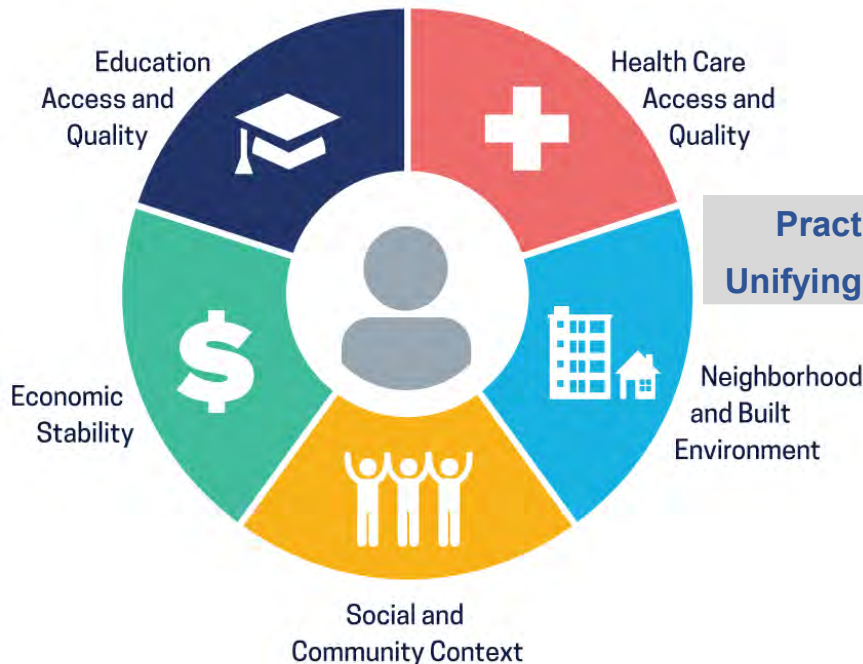 Education
Access and
Quality
Health Care
Access and
Quality
Pract
Unifying
Neighborhood
and Built
Environment
Economic
Stability
$
Social and
Community Context